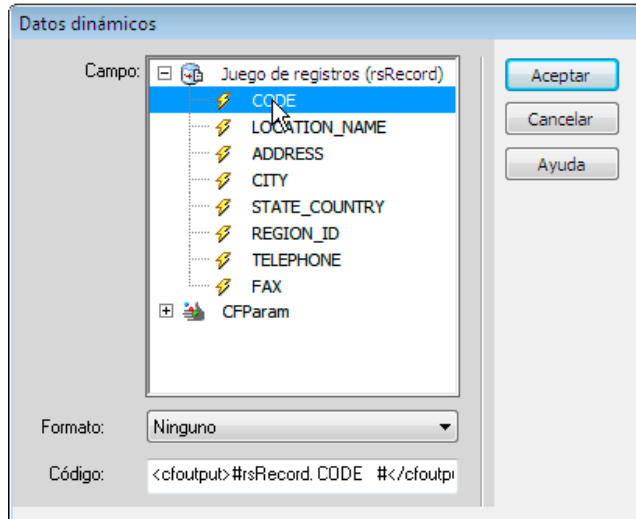 Datos dinámicos
Campo:
Juego de registros (rsRecord)
CODE
LOCATION_NAME
ADDRESS
CITY
STATE_COUNTRY
REGION_ID
TELEPHONE
FAX
CFParam
Aceptar
Cancelar
Ayuda
Formato:
Ninguno
Código:
<cfoutput>#rsRecord. CODE #</cfoutpu